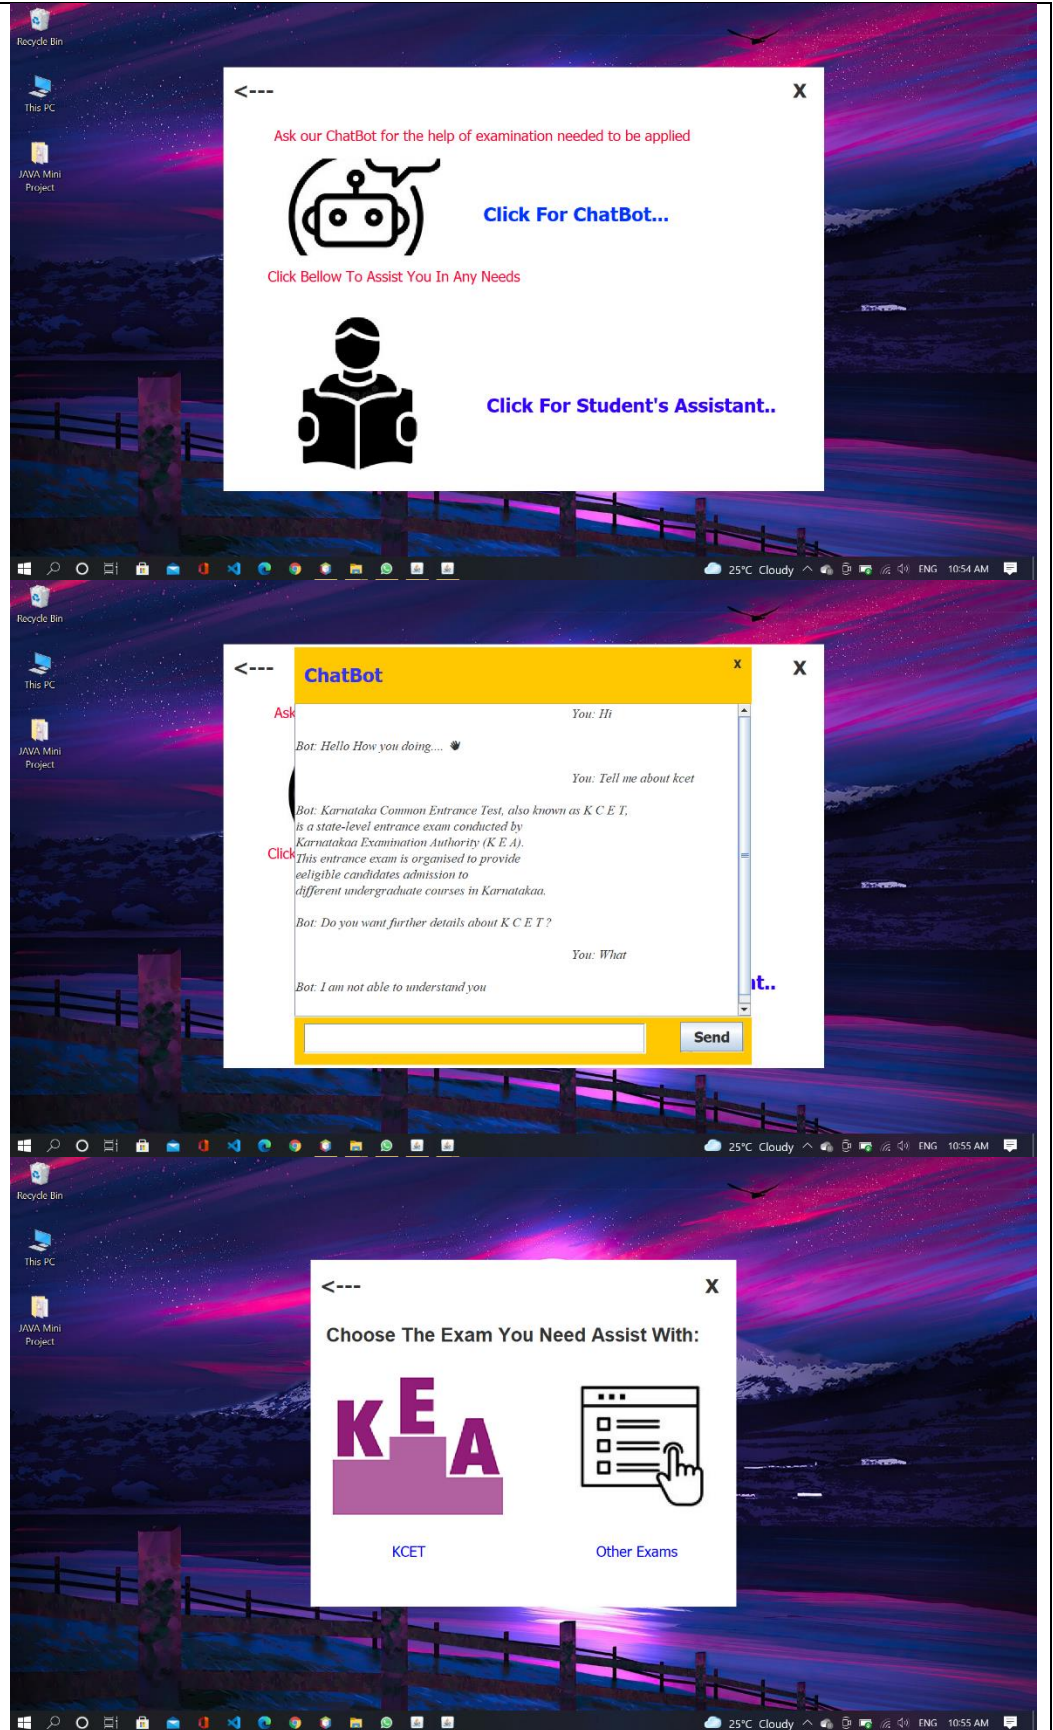 Recycle Bin
This PC
JAVA Mini
Project
<--- X
Ask our ChatBot for the help of examination needed to be applied
Click For ChatBot...
Click Bellow To Assist You In Any Needs
Click For Student's Assistant..
25°C Cloudy ENG 10:54 AM
Recycle Bin
This PC
JAVA Mini
Project
<--- X
ChatBot x
Ask
You: Hi
Bot: Hello How you doing....
You: Tell me about kcet
Bot: Karnataka Common Entrance Test, also known as K C E T,
is a state-level entrance exam conducted by
Karnatakaa Examination Authority (K E A).
Click
This entrance exam is organised to provide
eeligible candidates admission to
different undergraduate courses in Karnatakaa.
Bot: Do you want further details about K C E T ?
You: What
Bot: I am not able to understand you
t..
Send
25°C Cloudy ENG 10:55 AM
Recycle Bin
This PC
JAVA Mini
Project
<--- X
Choose The Exam You Need Assist With:
KEA
KCET Other Exams
25°C Cloudy ENG 10:55 AM